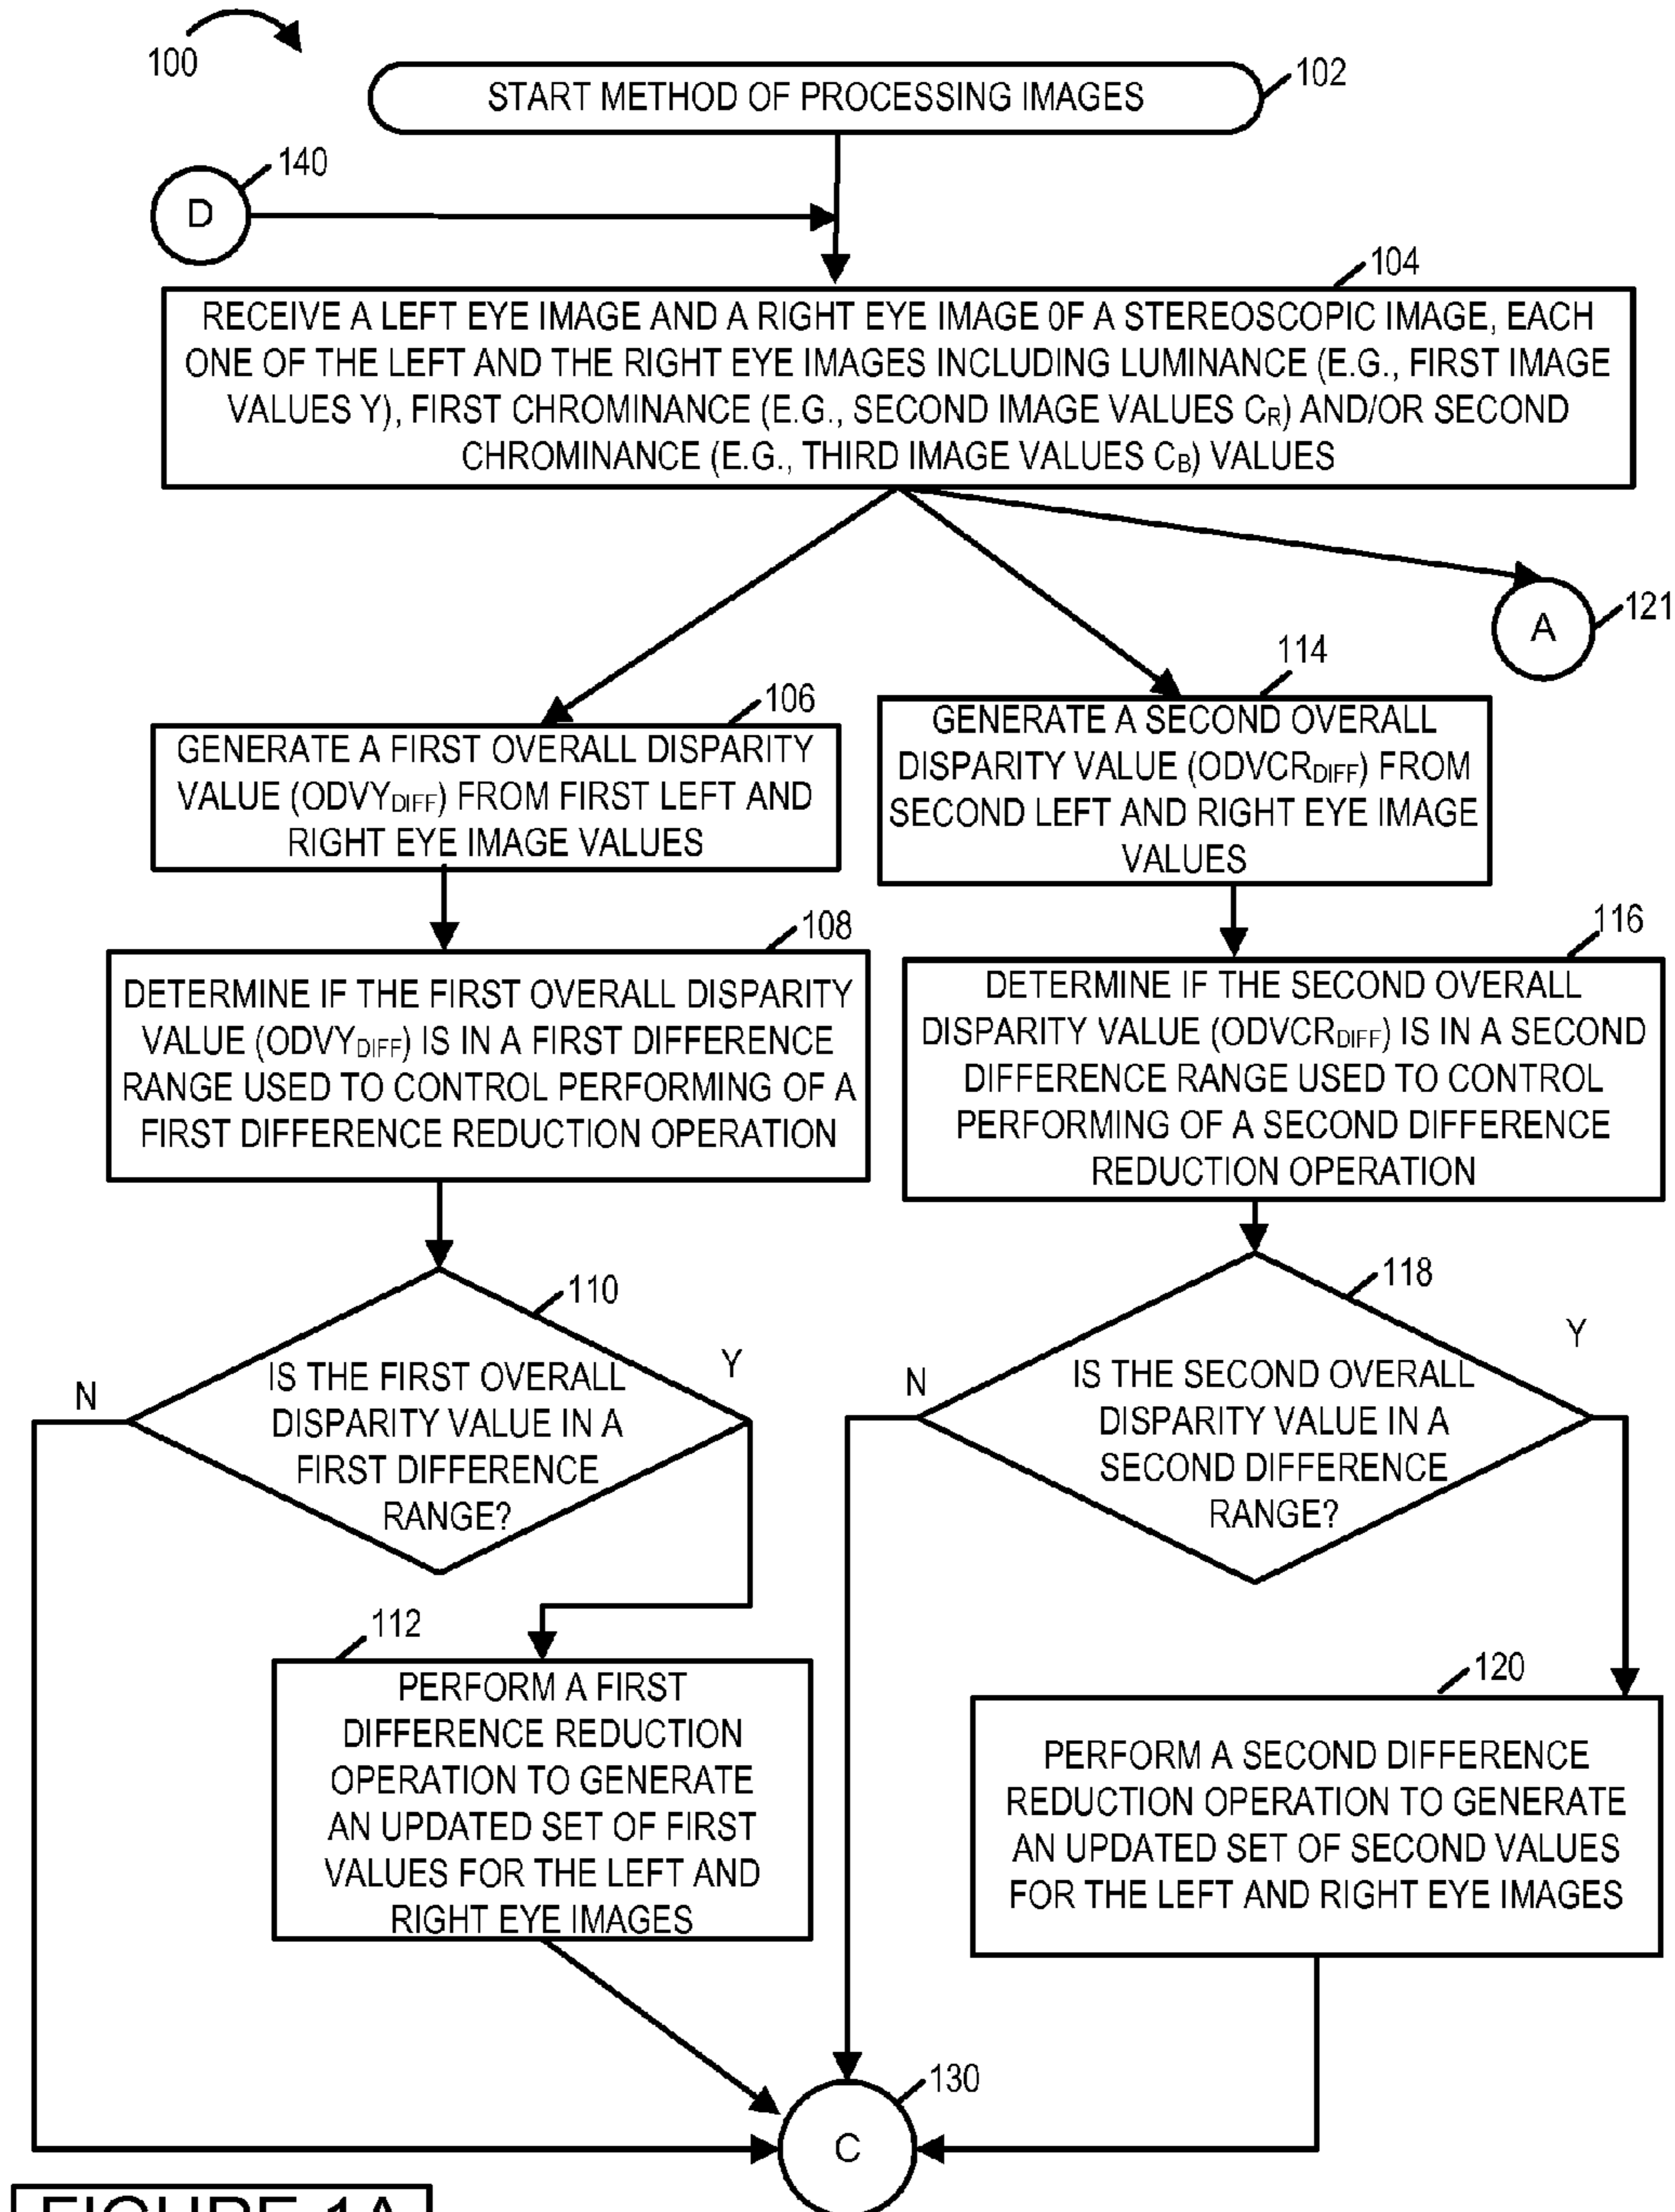 100
START METHOD OF PROCESSING IMAGES
102
D
140
104
RECEIVE A LEFT EYE IMAGE AND A RIGHT EYE IMAGE 0F A STEREOSCOPIC IMAGE, EACH
ONE OF THE LEFT AND THE RIGHT EYE IMAGES INCLUDING LUMINANCE (E.G., FIRST IMAGE
VALUES Y), FIRST CHROMINANCE (E.G., SECOND IMAGE VALUES CR) AND/OR SECOND
CHROMINANCE (E.G., THIRD IMAGE VALUES CB) VALUES
A
121
106
GENERATE A FIRST OVERALL DISPARITY
VALUE (ODVYDIFF) FROM FIRST LEFT AND
RIGHT EYE IMAGE VALUES
114
GENERATE A SECOND OVERALL
DISPARITY VALUE (ODVCRDIFF) FROM
SECOND LEFT AND RIGHT EYE IMAGE
VALUES
108
DETERMINE IF THE FIRST OVERALL DISPARITY
VALUE (ODVYDIFF) IS IN A FIRST DIFFERENCE
RANGE USED TO CONTROL PERFORMING OF A
FIRST DIFFERENCE REDUCTION OPERATION
116
DETERMINE IF THE SECOND OVERALL
DISPARITY VALUE (ODVCRDIFF) IS IN A SECOND
DIFFERENCE RANGE USED TO CONTROL
PERFORMING OF A SECOND DIFFERENCE
REDUCTION OPERATION
110
N
IS THE FIRST OVERALL
DISPARITY VALUE IN A
FIRST DIFFERENCE
RANGE?
Y
118
N
IS THE SECOND OVERALL
DISPARITY VALUE IN A
SECOND DIFFERENCE
RANGE?
Y
112
PERFORM A FIRST
DIFFERENCE REDUCTION
OPERATION TO GENERATE
AN UPDATED SET OF FIRST
VALUES FOR THE LEFT AND
RIGHT EYE IMAGES
120
PERFORM A SECOND DIFFERENCE
REDUCTION OPERATION TO GENERATE
AN UPDATED SET OF SECOND VALUES
FOR THE LEFT AND RIGHT EYE IMAGES
130
C
FIGURE 1A